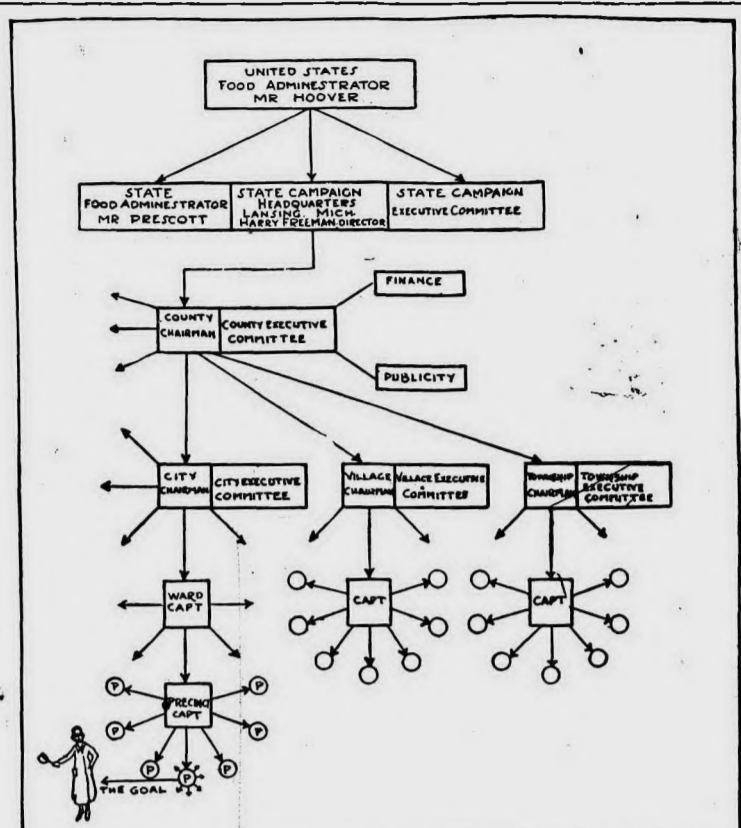 UNITED STATES
FOOD ADMINESTRATOR
MR HOOVER
STATE
FOOD ADMINISTRATOR
MR PRESCOTT
STATE CAMPAIGN
HEADQUARTERS
LANSING. MICH.
HARRY FREEMAN, DIRECTOR
STATE CAMPAIGN
EXECUTIVE COMMITTEE
FINANCE
COUNTY
CHAIRMAN
COUNTY EXECUTIVE
COMMITTEE
PUBLICITY
CITY
CHAIRMAN
CITY EXECUTIVE
COMMITTEE
VILLAGE
CHAIRMAN
VILLAGE EXECUTIVE
COMMITTEE
TOWNSHIP
CHAIRMAN
TOWNSHIP
EXECUTIVE
COMMITTEE
WARD
CAPT
CAPT
CAPT
P
P
PRECINCT
CAPT
P
P
P
P
P
THE GOAL